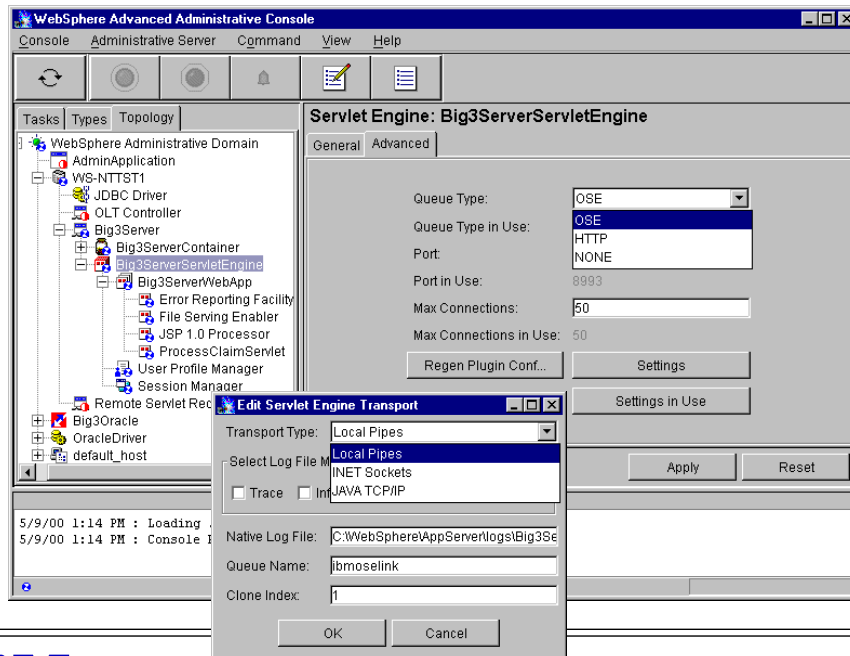 WebSphere Advanced Administrative Console
Console Administrative Server Command View Help
Tasks Types Topology
WebSphere Administrative Domain
AdminApplication
WS-NTTST1
JDBC Driver
OLT Controller
Big3Server
Big3ServerContainer
Big3ServerServletEngine
Big3ServerWebApp
Error Reporting Facility
File Serving Enabler
JSP 1.0 Processor
ProcessClaimServlet
User Profile Manager
Session Manager
Remote Servlet Rec
Big3Oracle
OracleDriver
default_host
Servlet Engine: Big3ServerServletEngine
General Advanced
Queue Type: OSE
OSE
HTTP
NONE
Queue Type in Use:
Port:
Port in Use: 8993
Max Connections: 50
Max Connections in Use: 50
Regen Plugin Conf... Settings
Settings in Use
Apply Reset
5/9/00 1:14 PM : Loading
5/9/00 1:14 PM : Console
Edit Servlet Engine Transport
Transport Type: Local Pipes
Local Pipes
INET Sockets
JAVA TCP/IP
Select Log File M
Trace Inf
Native Log File: C:\WebSphere\AppServer\logs\Big3Se
Queue Name: ibmoselink
Clone Index: 1
OK Cancel